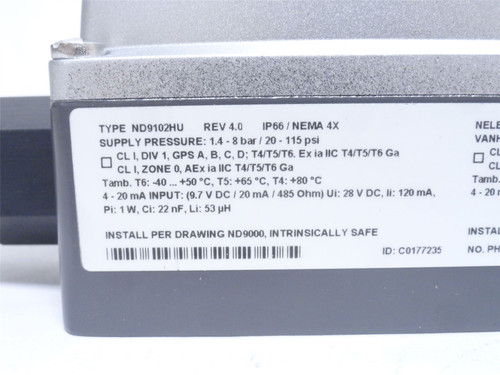 TYPE ND9102HU REV 4.0 IP66 / NEMA 4X
SUPPLY PRESSURE: 1.4 - 8 bar / 20 - 115 psi
CL I, DIV 1, GPS A, B, C, D; T4/T5/T6. Ex ia IIC T4/T5/T6 Ga
CL I, ZONE 0, AEx ia IIC T4/T5/T6 Ga
Tamb. T6: -40 ... +50 °C, T5: +65 °C, T4: +80 °C
4 - 20 mA INPUT: (9.7 V DC / 20 mA / 485 Ohm) Ui: 28 V DC, Ii: 120 mA,
Pi: 1 W, Ci: 22 nF, Li: 53 µH
INSTALL PER DRAWING ND9000, INTRINSICALLY SAFE
ID: C0177235
NELE
VANH
CL
CL
Tamb.
4 - 20 m
INSTAL
NO. PH